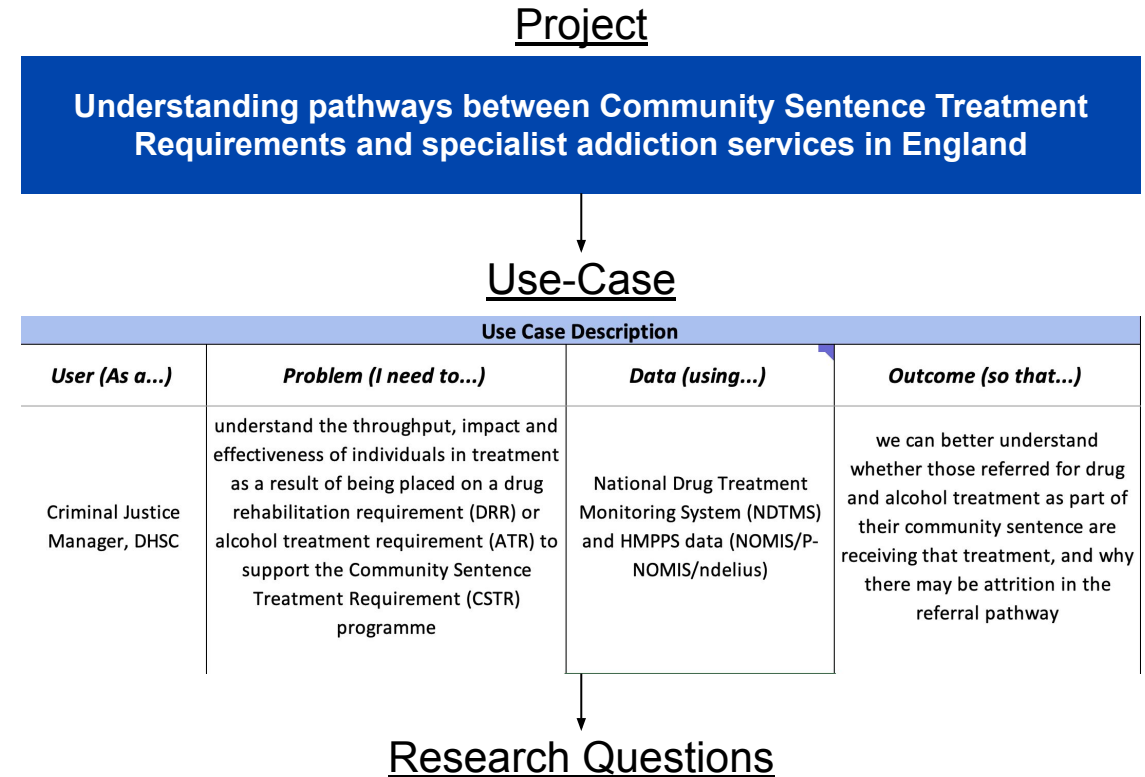 Project
Understanding pathways between Community Sentence Treatment
Requirements and specialist addiction services in England
Use-Case
Use Case Description
User (As a...)
Problem (I need to...)
Data (using...)
Outcome (so that...)
Criminal Justice
Manager, DHSC
understand the throughput, impact and
effectiveness of individuals in treatment
as a result of being placed on a drug
rehabilitation requirement (DRR) or
alcohol treatment requirement (ATR) to
support the Community Sentence
Treatment Requirement (CSTR)
programme
National Drug Treatment
Monitoring System (NDTMS)
and HMPPS data (NOMIS/P-
NOMIS/ndelius)
we can better understand
whether those referred for drug
and alcohol treatment as part of
their community sentence are
receiving that treatment, and why
there may be attrition in the
referral pathway
Research Questions